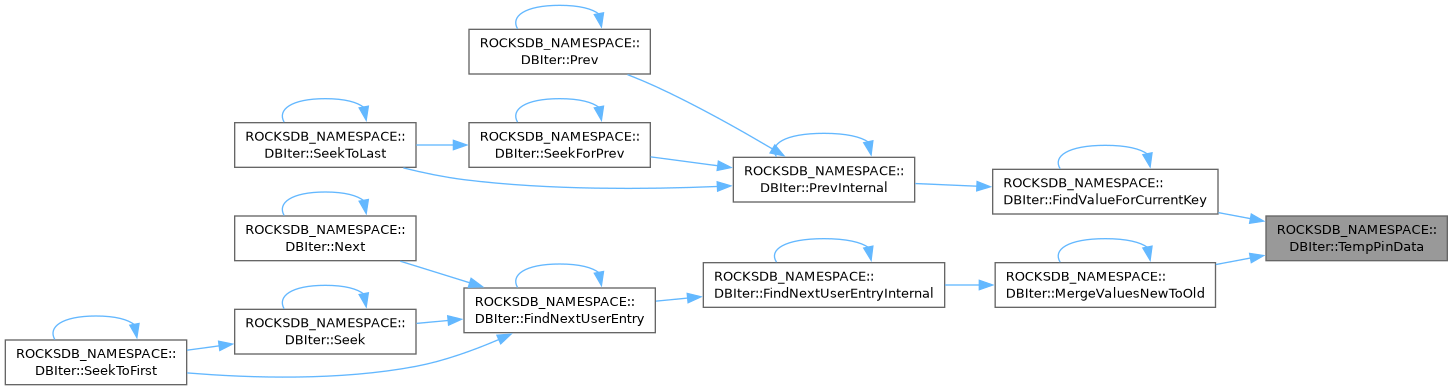 ROCKSDB_NAMESPACE::
DBIter::Prev
ROCKSDB_NAMESPACE::
DBIter::SeekToLast
ROCKSDB_NAMESPACE::
DBIter::SeekForPrev
ROCKSDB_NAMESPACE::
DBIter::PrevInternal
ROCKSDB_NAMESPACE::
DBIter::FindValueForCurrentKey
ROCKSDB_NAMESPACE::
DBIter::TempPinData
ROCKSDB_NAMESPACE::
DBIter::Next
ROCKSDB_NAMESPACE::
DBIter::FindNextUserEntryInternal
ROCKSDB_NAMESPACE::
DBIter::MergeValuesNewToOld
ROCKSDB_NAMESPACE::
DBIter::FindNextUserEntry
ROCKSDB_NAMESPACE::
DBIter::Seek
ROCKSDB_NAMESPACE::
DBIter::SeekToFirst